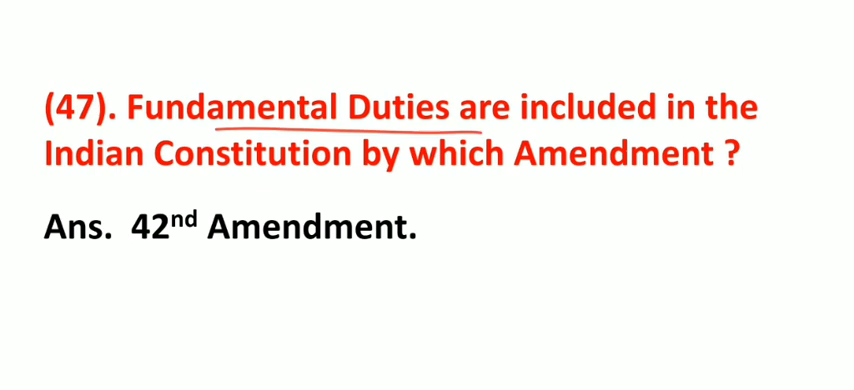 (47). Fundamental Duties are included in the
Indian Constitution by which Amendment ?
Ans. 42nd Amendment.